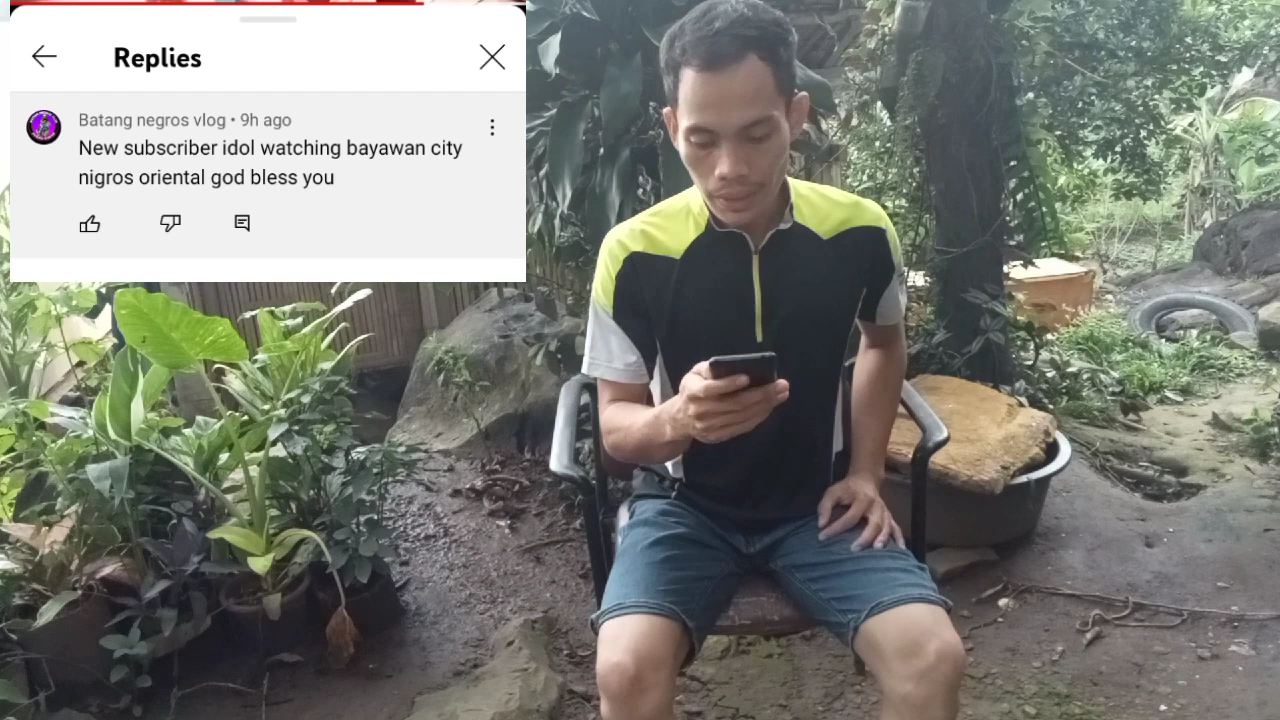 Replies
Batang negros vlog • 9h ago
New subscriber idol watching bayawan city
nigros oriental god bless you